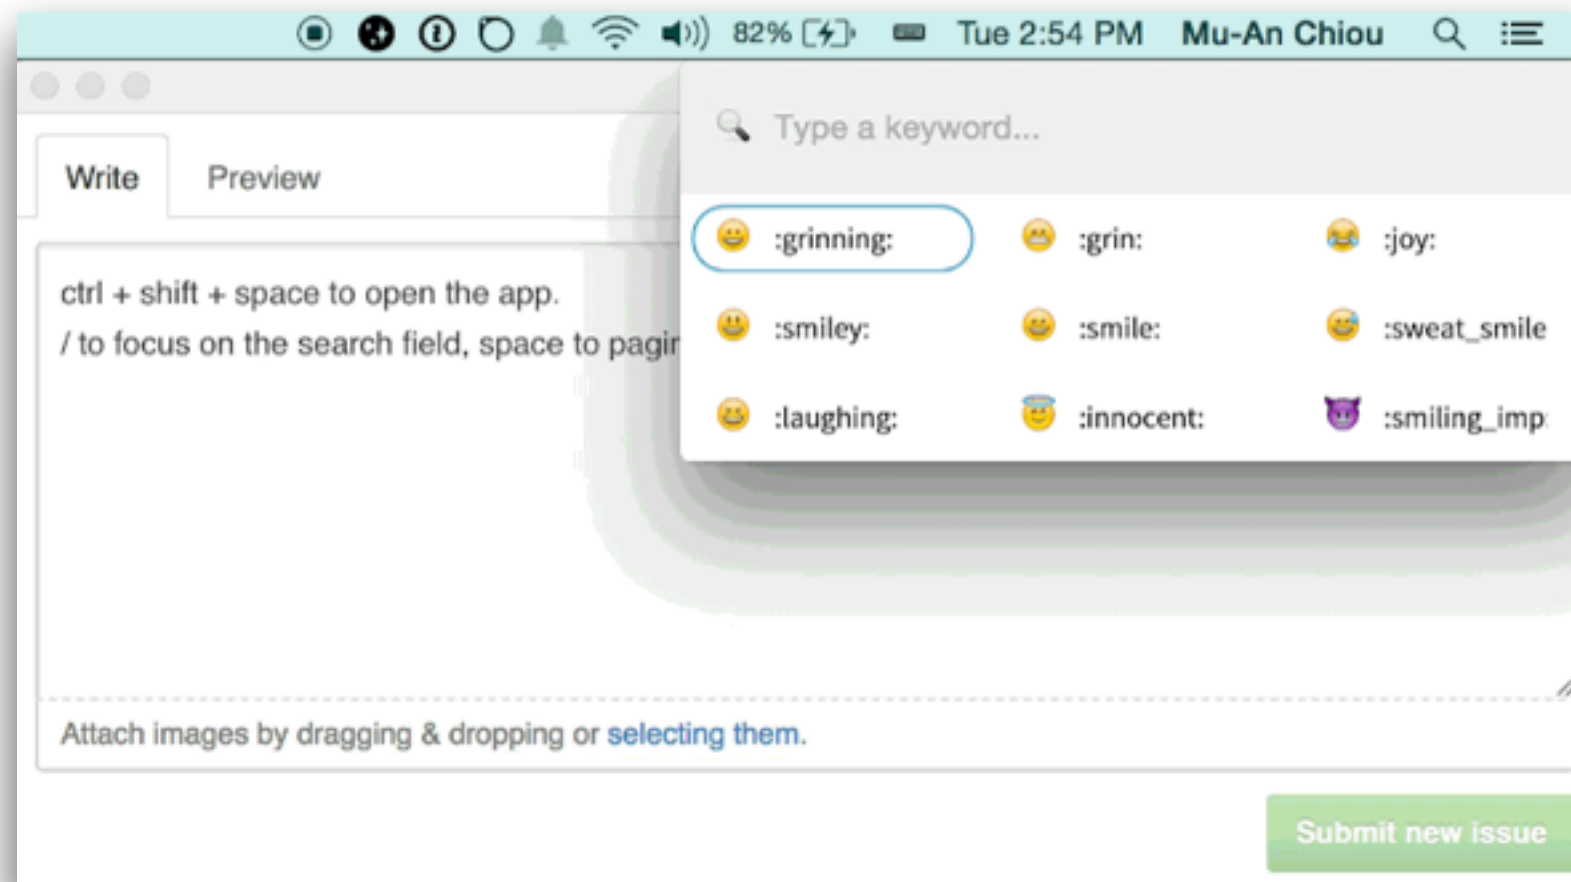 82% Tue 2:54 PM Mu-An Chiou
Type a keyword...
Write Preview
:grinning: :grin: :joy:
ctrl + shift + space to open the app.
:smiley: :smile: :sweat_smile
/ to focus on the search field, space to pagin
:laughing: :innocent: :smiling_imp:
Attach images by dragging & dropping or selecting them.
Submit new issue